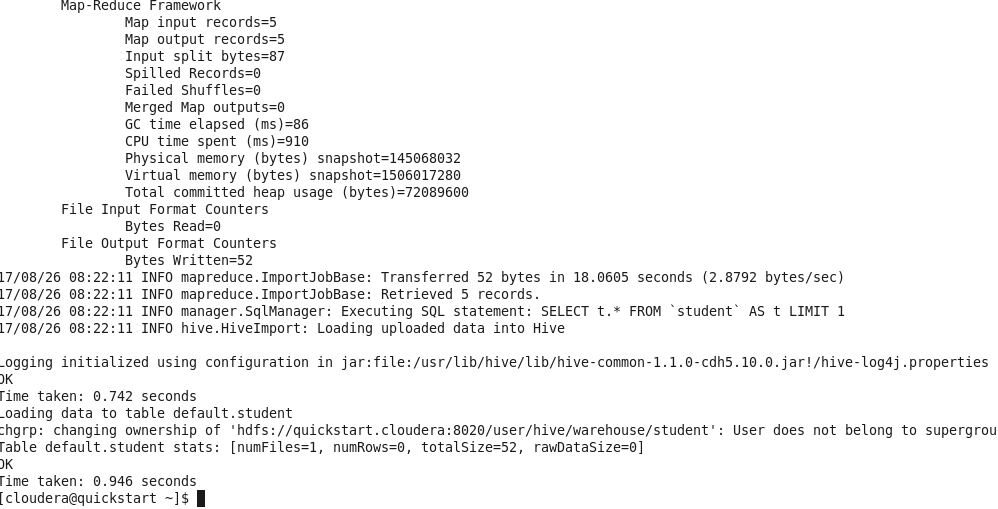 Map-Reduce Framework
Map input records=5
Map output records=5
Input split bytes=87
Spilled Records=0
Failed Shuffles=0
Merged Map outputs=0
GC time elapsed (ms)=86
CPU time spent (ms)=910
Physical memory (bytes) snapshot=145068032
Virtual memory (bytes) snapshot=1506017280
Total committed heap usage (bytes)=72089600
File Input Format Counters
Bytes Read=0
File Output Format Counters
Bytes Written=52
17/08/26 08:22:11 INFO mapreduce.ImportJobBase: Transferred 52 bytes in 18.0605 seconds (2.8792 bytes/sec)
17/08/26 08:22:11 INFO mapreduce.ImportJobBase: Retrieved 5 records.
17/08/26 08:22:11 INFO manager.SqlManager: Executing SQL statement: SELECT t.* FROM `student` AS t LIMIT 1
17/08/26 08:22:11 INFO hive.HiveImport: Loading uploaded data into Hive
Logging initialized using configuration in jar:file:/usr/lib/hive/lib/hive-common-1.1.0-cdh5.10.0.jar!/hive-log4j.properties
OK
Time taken: 0.742 seconds
Loading data to table default.student
chgrp: changing ownership of 'hdfs://quickstart.cloudera:8020/user/hive/warehouse/student': User does not belong to supergrou
Table default.student stats: [numFiles=1, numRows=0, totalSize=52, rawDataSize=0]
OK
Time taken: 0.946 seconds
[cloudera@quickstart ~]$